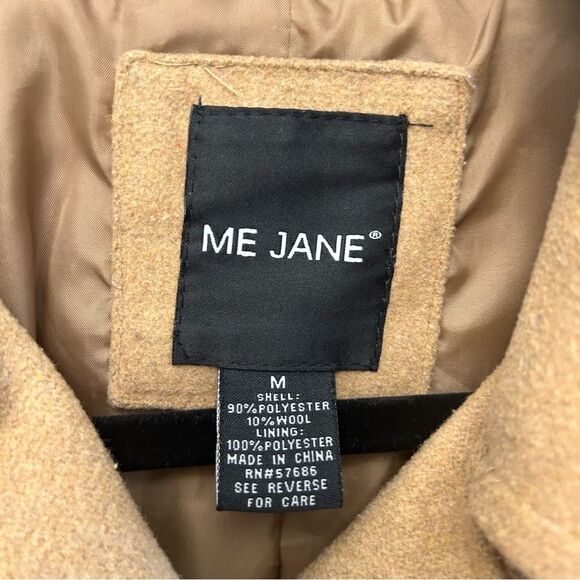 ME JANE®
M
SHELL:
90%POLYESTER
10%WOOL
LINING:
100%POLYESTER
MADE IN CHINA
RN#57686
SEE REVERSE
FOR CARE